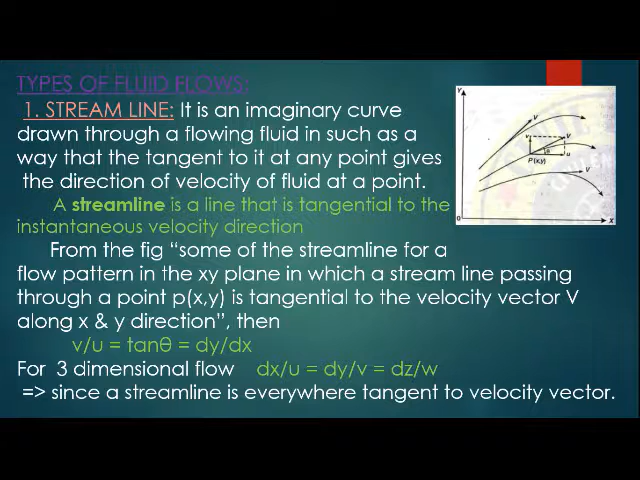 TYPES OF FLUID FLOWS:
1. STREAM LINE: It is an imaginary curve
drawn through a flowing fluid in such as a
way that the tangent to it at any point gives
the direction of velocity of fluid at a point.
A streamline is a line that is tangential to the
instantaneous velocity direction
From the fig “some of the streamline for a
flow pattern in the xy plane in which a stream line passing
through a point p(x,y) is tangential to the velocity vector V
along x & y direction”, then
v/u = tanθ = dy/dx
For 3 dimensional flow dx/u = dy/v = dz/w
=> since a streamline is everywhere tangent to velocity vector.
Y
V
v
V
θ
u
P(x,y)
V
O
X